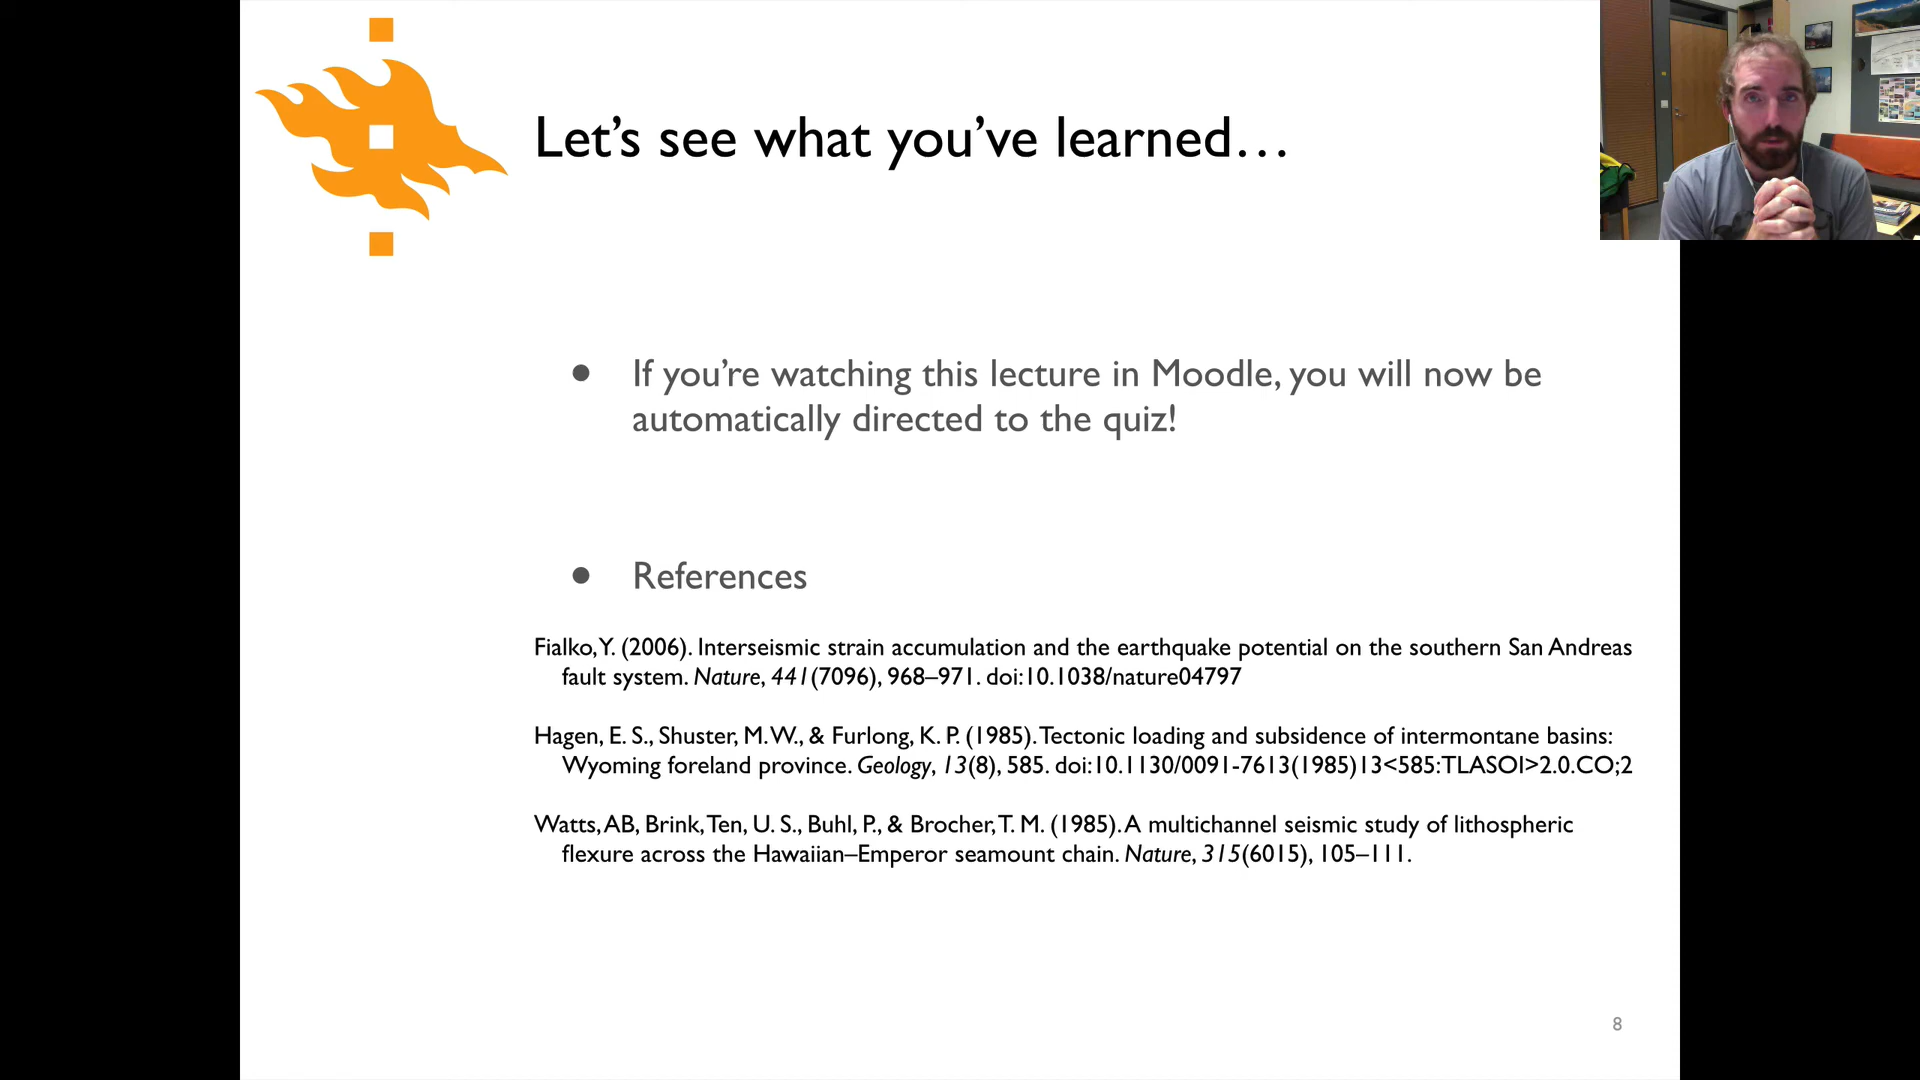 Let's see what you've learned…
● If you're watching this lecture in Moodle, you will now be
automatically directed to the quiz!
● References
Fialko, Y. (2006). Interseismic strain accumulation and the earthquake potential on the southern San Andreas
fault system. Nature, 441(7096), 968–971. doi:10.1038/nature04797
Hagen, E. S., Shuster, M. W., & Furlong, K. P. (1985). Tectonic loading and subsidence of intermontane basins:
Wyoming foreland province. Geology, 13(8), 585. doi:10.1130/0091-7613(1985)13<585:TLASOI>2.0.CO;2
Watts, AB, Brink, Ten, U. S., Buhl, P., & Brocher, T. M. (1985). A multichannel seismic study of lithospheric
flexure across the Hawaiian–Emperor seamount chain. Nature, 315(6015), 105–111.
8